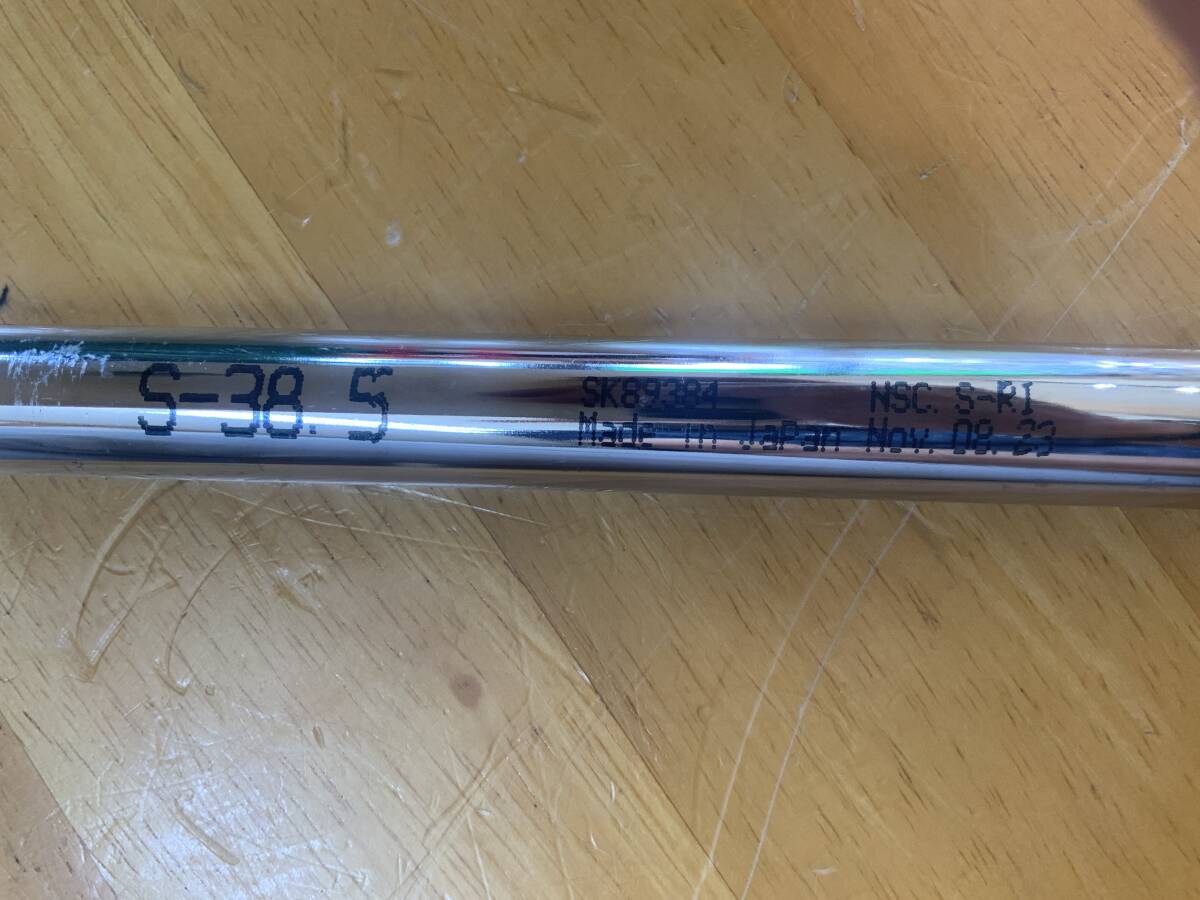 S-38.5
SK89384 NSC. S-RI
Made in Japan Nov. 08. 23